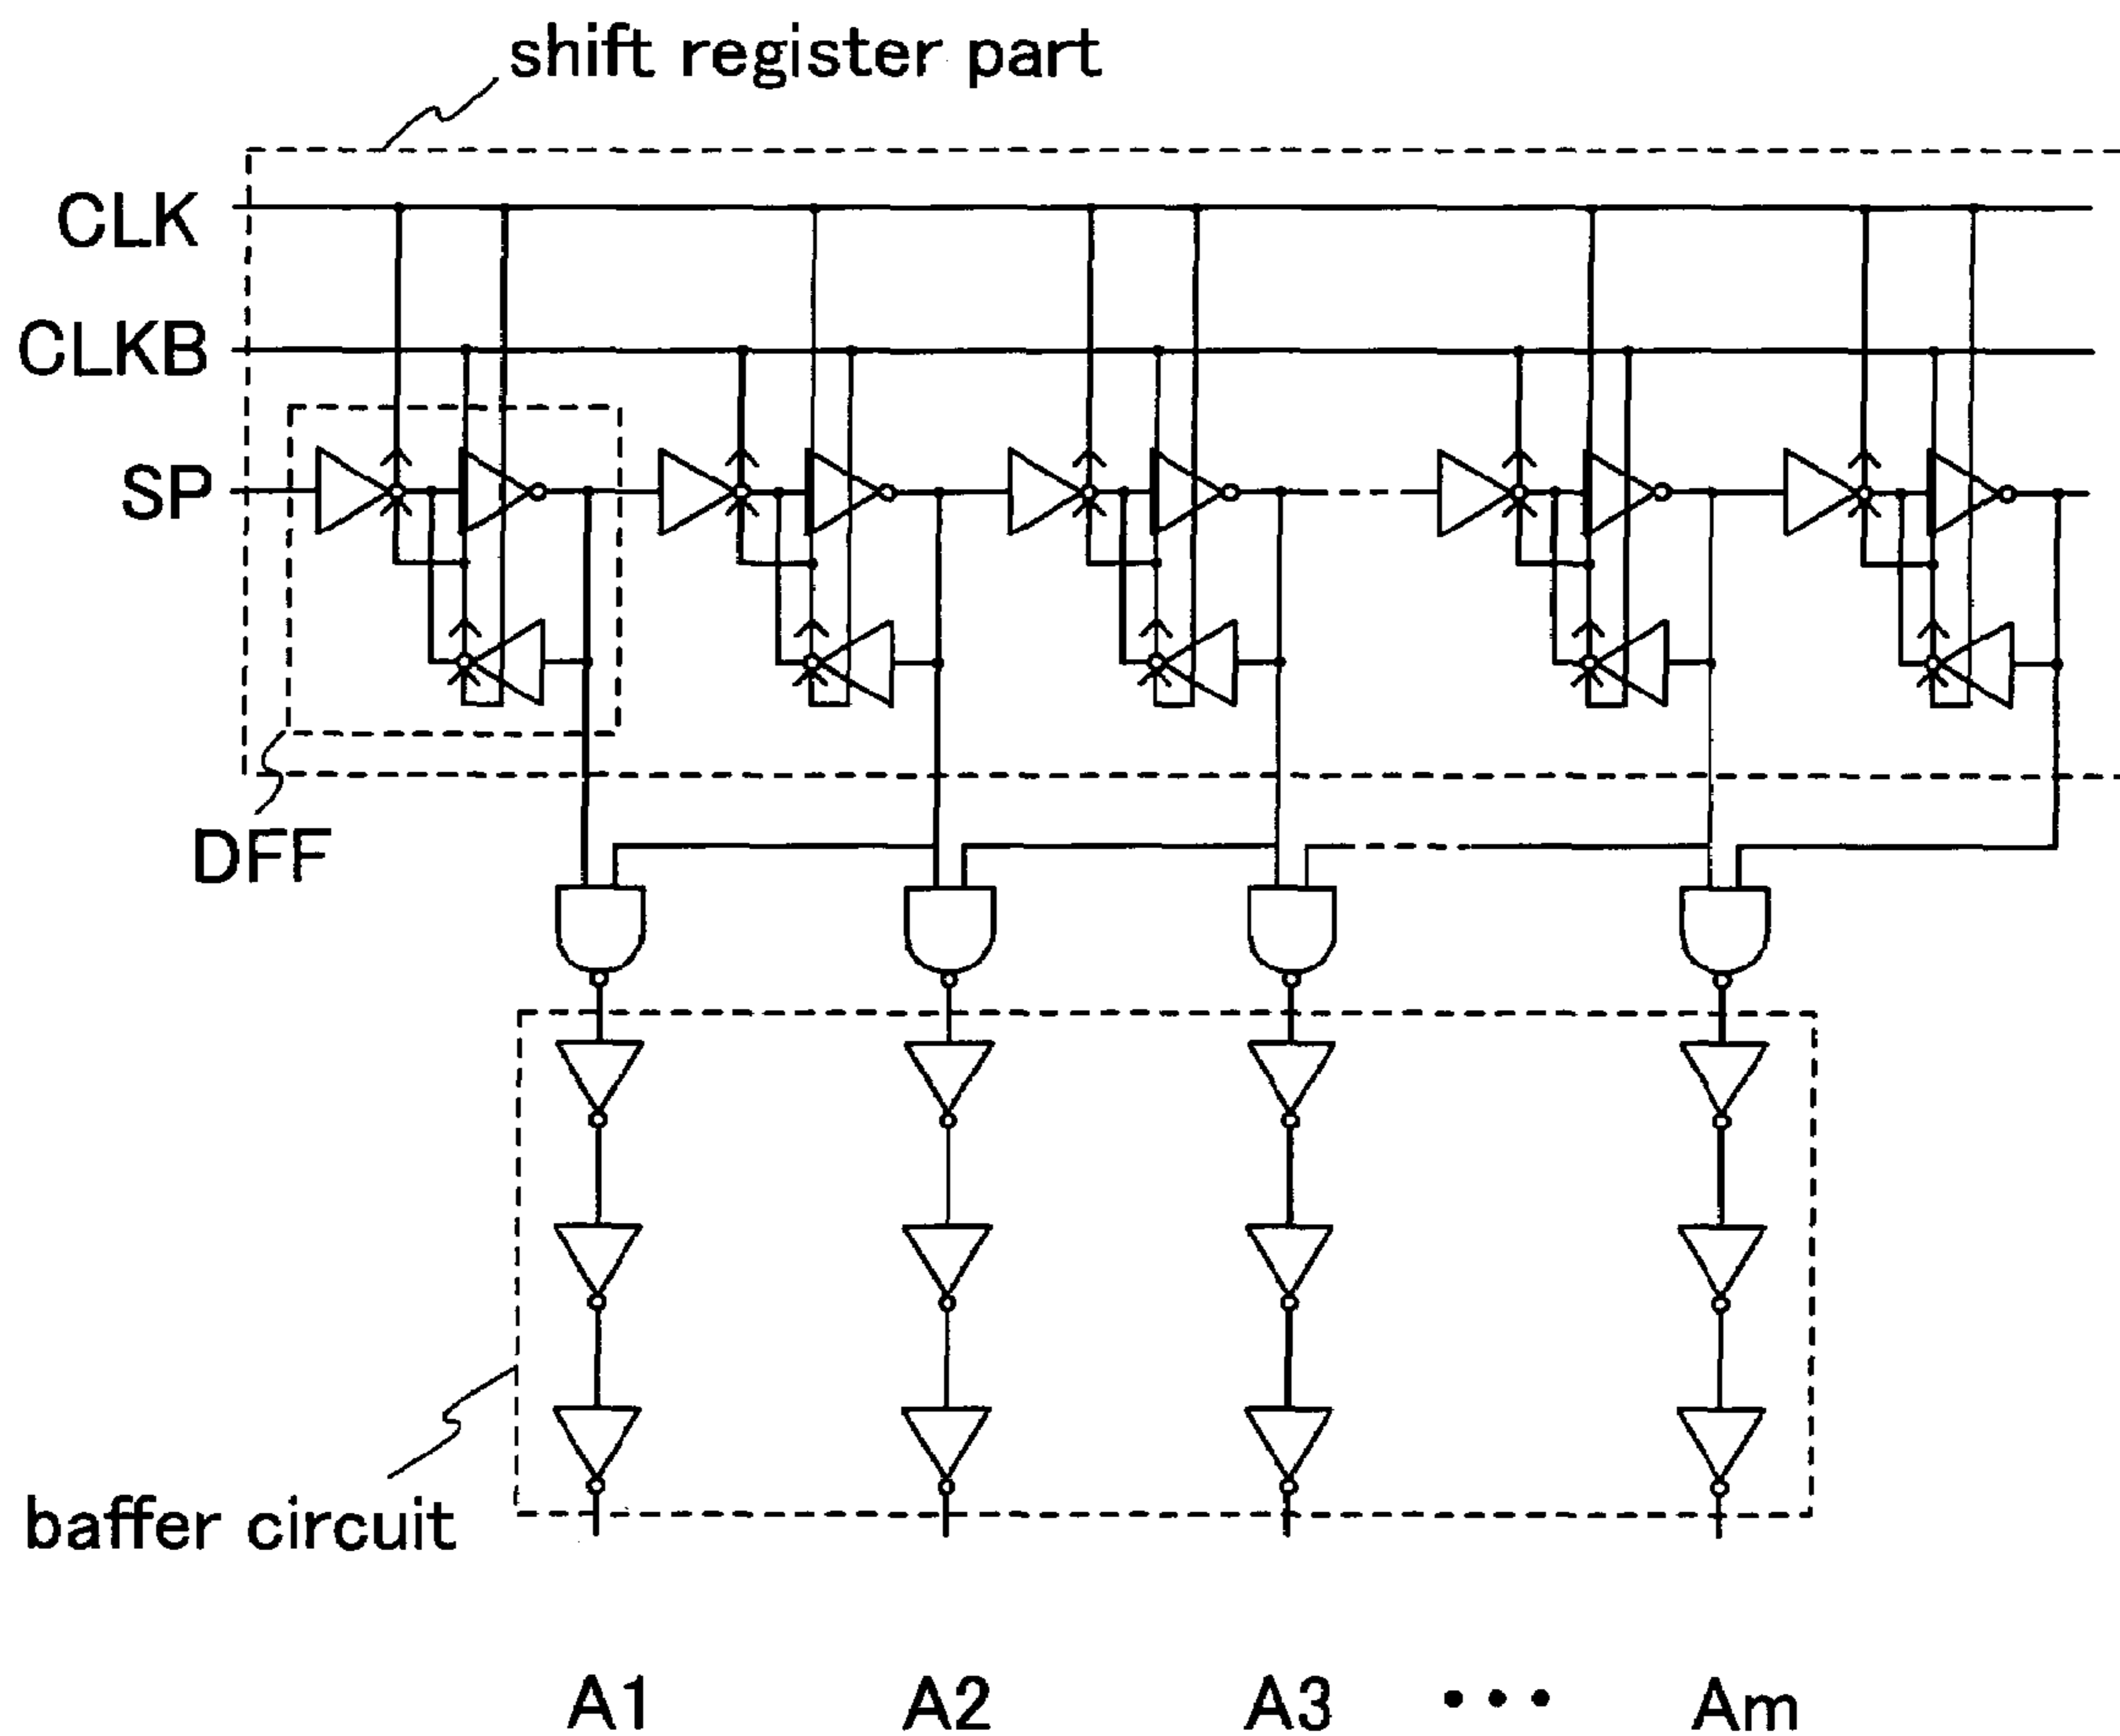 shift register part
CLK
CLKB
SP
DFF
baffer circuit
A1 A2 A3 ••• Am